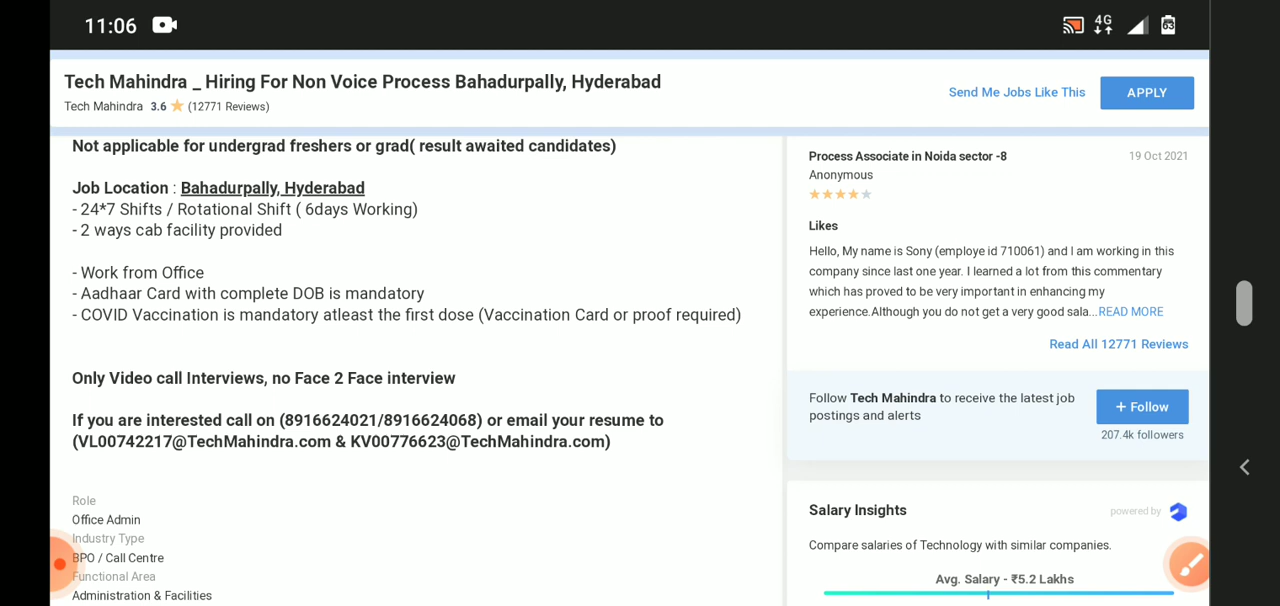 11:06
4G
63
Tech Mahindra _ Hiring For Non Voice Process Bahadurpally, Hyderabad
Tech Mahindra 3.6 (12771 Reviews)
Send Me Jobs Like This
APPLY
Not applicable for undergrad freshers or grad( result awaited candidates)
Job Location : Bahadurpally, Hyderabad
- 24*7 Shifts / Rotational Shift ( 6days Working)
- 2 ways cab facility provided
- Work from Office
- Aadhaar Card with complete DOB is mandatory
- COVID Vaccination is mandatory atleast the first dose (Vaccination Card or proof required)
Only Video call Interviews, no Face 2 Face interview
If you are interested call on (8916624021/8916624068) or email your resume to
(VL00742217@TechMahindra.com & KV00776623@TechMahindra.com)
Role
Office Admin
Industry Type
BPO / Call Centre
Functional Area
Administration & Facilities
Process Associate in Noida sector -8
19 Oct 2021
Anonymous
Likes
Hello, My name is Sony (employe id 710061) and I am working in this
company since last one year. I learned a lot from this commentary
which has proved to be very important in enhancing my
experience.Although you do not get a very good sala...READ MORE
Read All 12771 Reviews
Follow Tech Mahindra to receive the latest job
postings and alerts
+ Follow
207.4k followers
Salary Insights
powered by
Compare salaries of Technology with similar companies.
Avg. Salary - ₹5.2 Lakhs